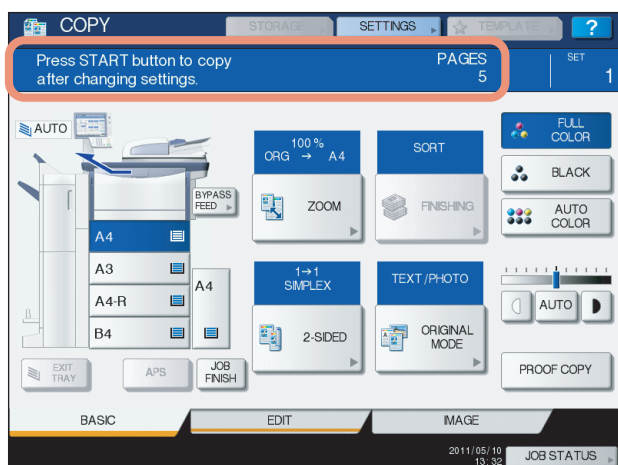 COPY
STORAGE
SETTINGS
TEMPLATE
?
Press START button to copy
after changing settings.
PAGES
5
SET
1
AUTO
BYPASS
FEED
A4
A3
A4-R
B4
A4
EXIT
TRAY
APS
JOB
FINISH
100 %
ORG → A4
ZOOM
SORT
FINISHING
1→1
SIMPLEX
2-SIDED
TEXT/PHOTO
ORIGINAL
MODE
FULL
COLOR
BLACK
AUTO
COLOR
AUTO
PROOF COPY
BASIC
EDIT
IMAGE
2011/05/10
13:32
JOB STATUS